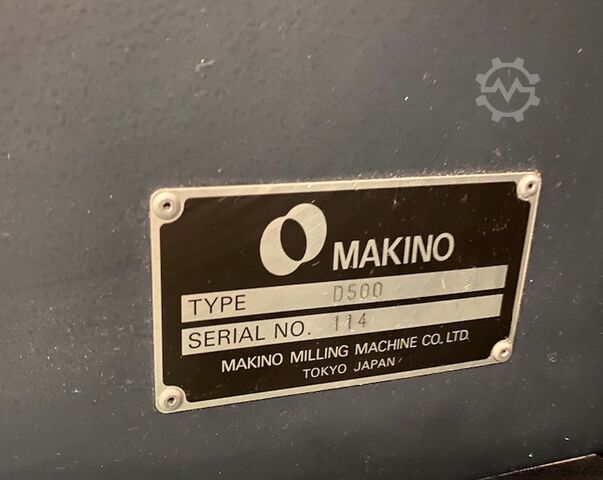 MAKINO
TYPE D500
SERIAL NO. 114
MAKINO MILLING MACHINE CO., LTD.
TOKYO JAPAN